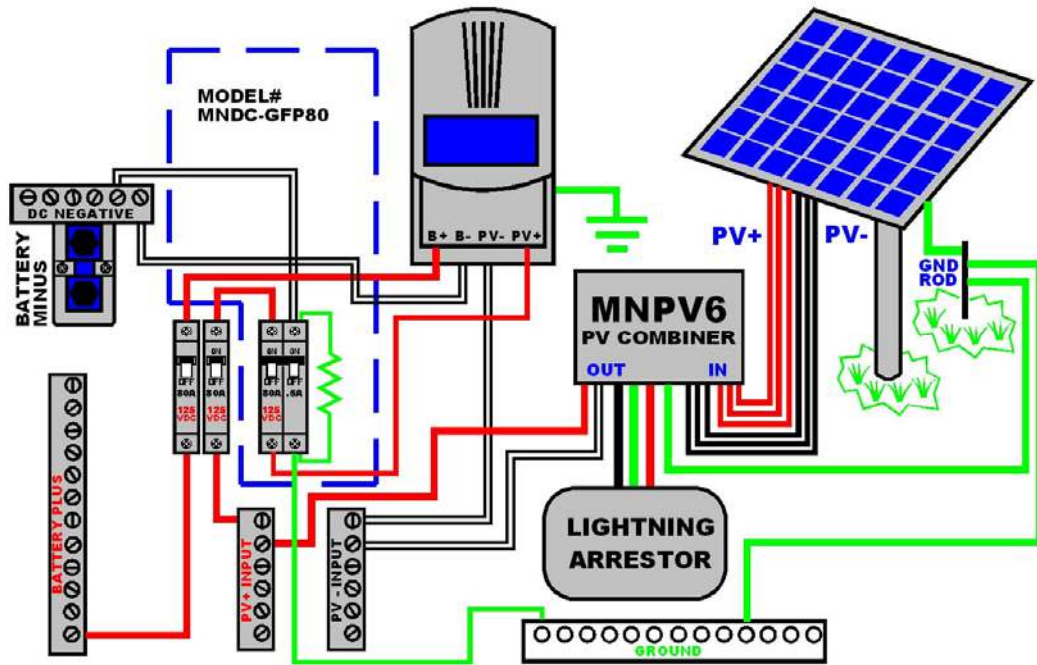 MODEL#
MNDC-GFP80
DC NEGATIVE
BATTERY
MINUS
B+ B- PV- PV+
PV+
PV-
GND
ROD
MNPV6
PV COMBINER
OUT
IN
OFF
80A
125
VDC
ON
OFF
80A
125
VDC
ON
OFF
125
VDC
ON
OFF
.5A
BATTERY PLUS
PV+ INPUT
PV - INPUT
LIGHTNING
ARRESTOR
GROUND